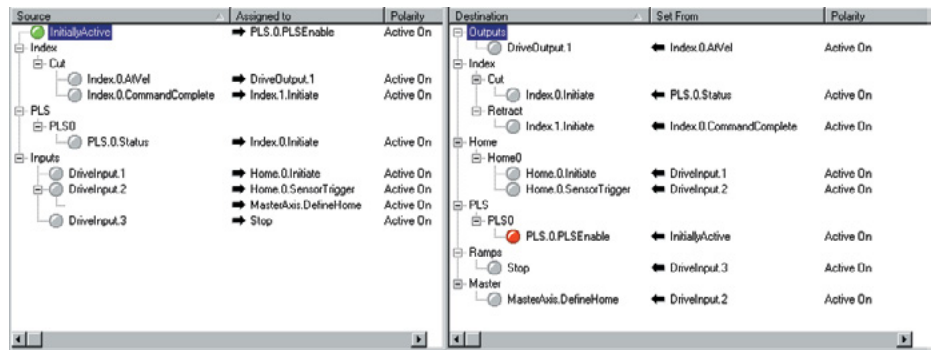 Source Assigned to Polarity
InitiallyActive PLS.0.PLSEnable Active On
Index
Cut
Index.0.AtVel DriveOutput.1 Active On
Index.0.CommandComplete Index.1.Initiate Active On
PLS
PLS0
PLS.0.Status Index.0.Initiate Active On
Inputs
DriveInput.1 Home.0.Initiate Active On
DriveInput.2 Home.0.SensorTrigger Active On
MasterAxis.DefineHome Active On
DriveInput.3 Stop Active On
Destination Set From Polarity
Outputs
DriveOutput.1 Index.0.AtVel Active On
Index
Cut
Index.0.Initiate PLS.0.Status Active On
Retract
Index.1.Initiate Index.0.CommandComplete Active On
Home
Home0
Home.0.Initiate DriveInput.1 Active On
Home.0.SensorTrigger DriveInput.2 Active On
PLS
PLS0
PLS.0.PLSEnable InitiallyActive Active On
Ramps
Stop DriveInput.3 Active On
Master
MasterAxis.DefineHome DriveInput.2 Active On